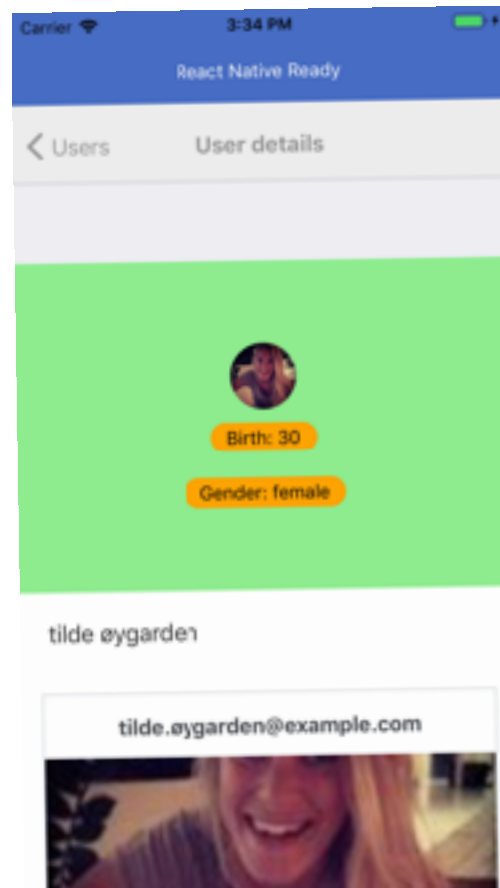 Carrier
3:34 PM
React Native Ready
Users
User details
Birth: 30
Gender: female
tilde øygarden
tilde.øygarden@example.com